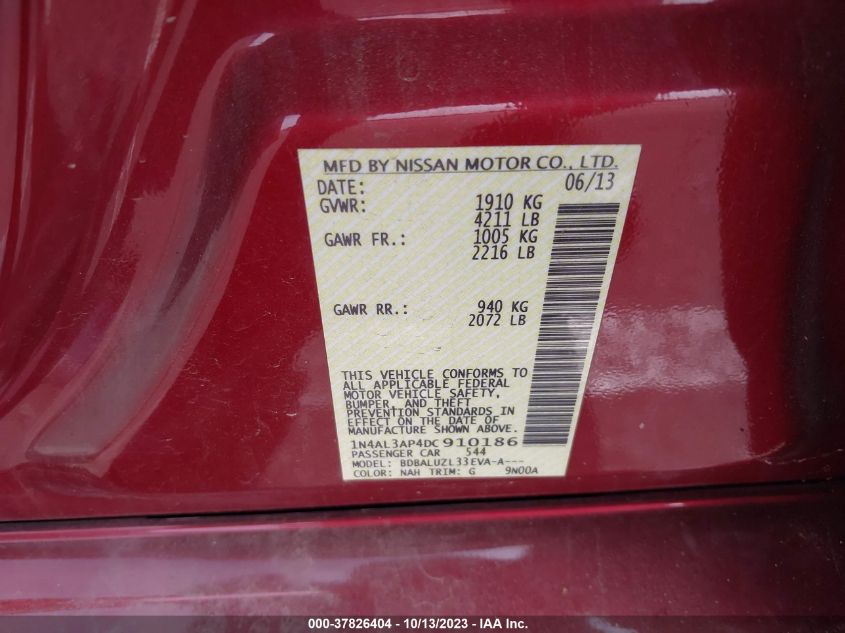 MFD BY NISSAN MOTOR CO., LTD.
DATE: 06/13
GVWR: 1910 KG
4211 LB
GAWR FR.: 1005 KG
2216 LB
GAWR RR.: 940 KG
2072 LB
THIS VEHICLE CONFORMS TO
ALL APPLICABLE FEDERAL
MOTOR VEHICLE SAFETY,
BUMPER, AND THEFT
PREVENTION STANDARDS IN
EFFECT ON THE DATE OF
MANUFACTURE SHOWN ABOVE.
1N4AL3AP4DC910186
PASSENGER CAR 544
MODEL: BDBALUZL33EVA-A---
COLOR: NAH TRIM: G 9N00A
000-37826404 - 10/13/2023 - IAA Inc.